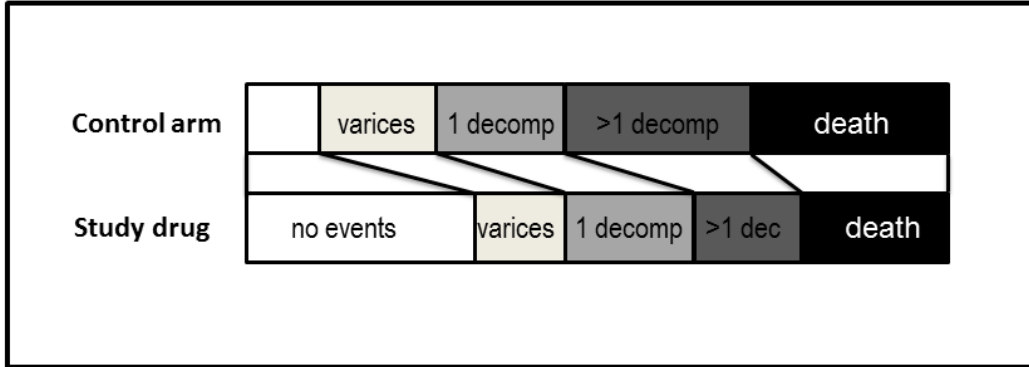 Control arm varices 1 decomp >1 decomp death
Study drug no events varices 1 decomp >1 dec death